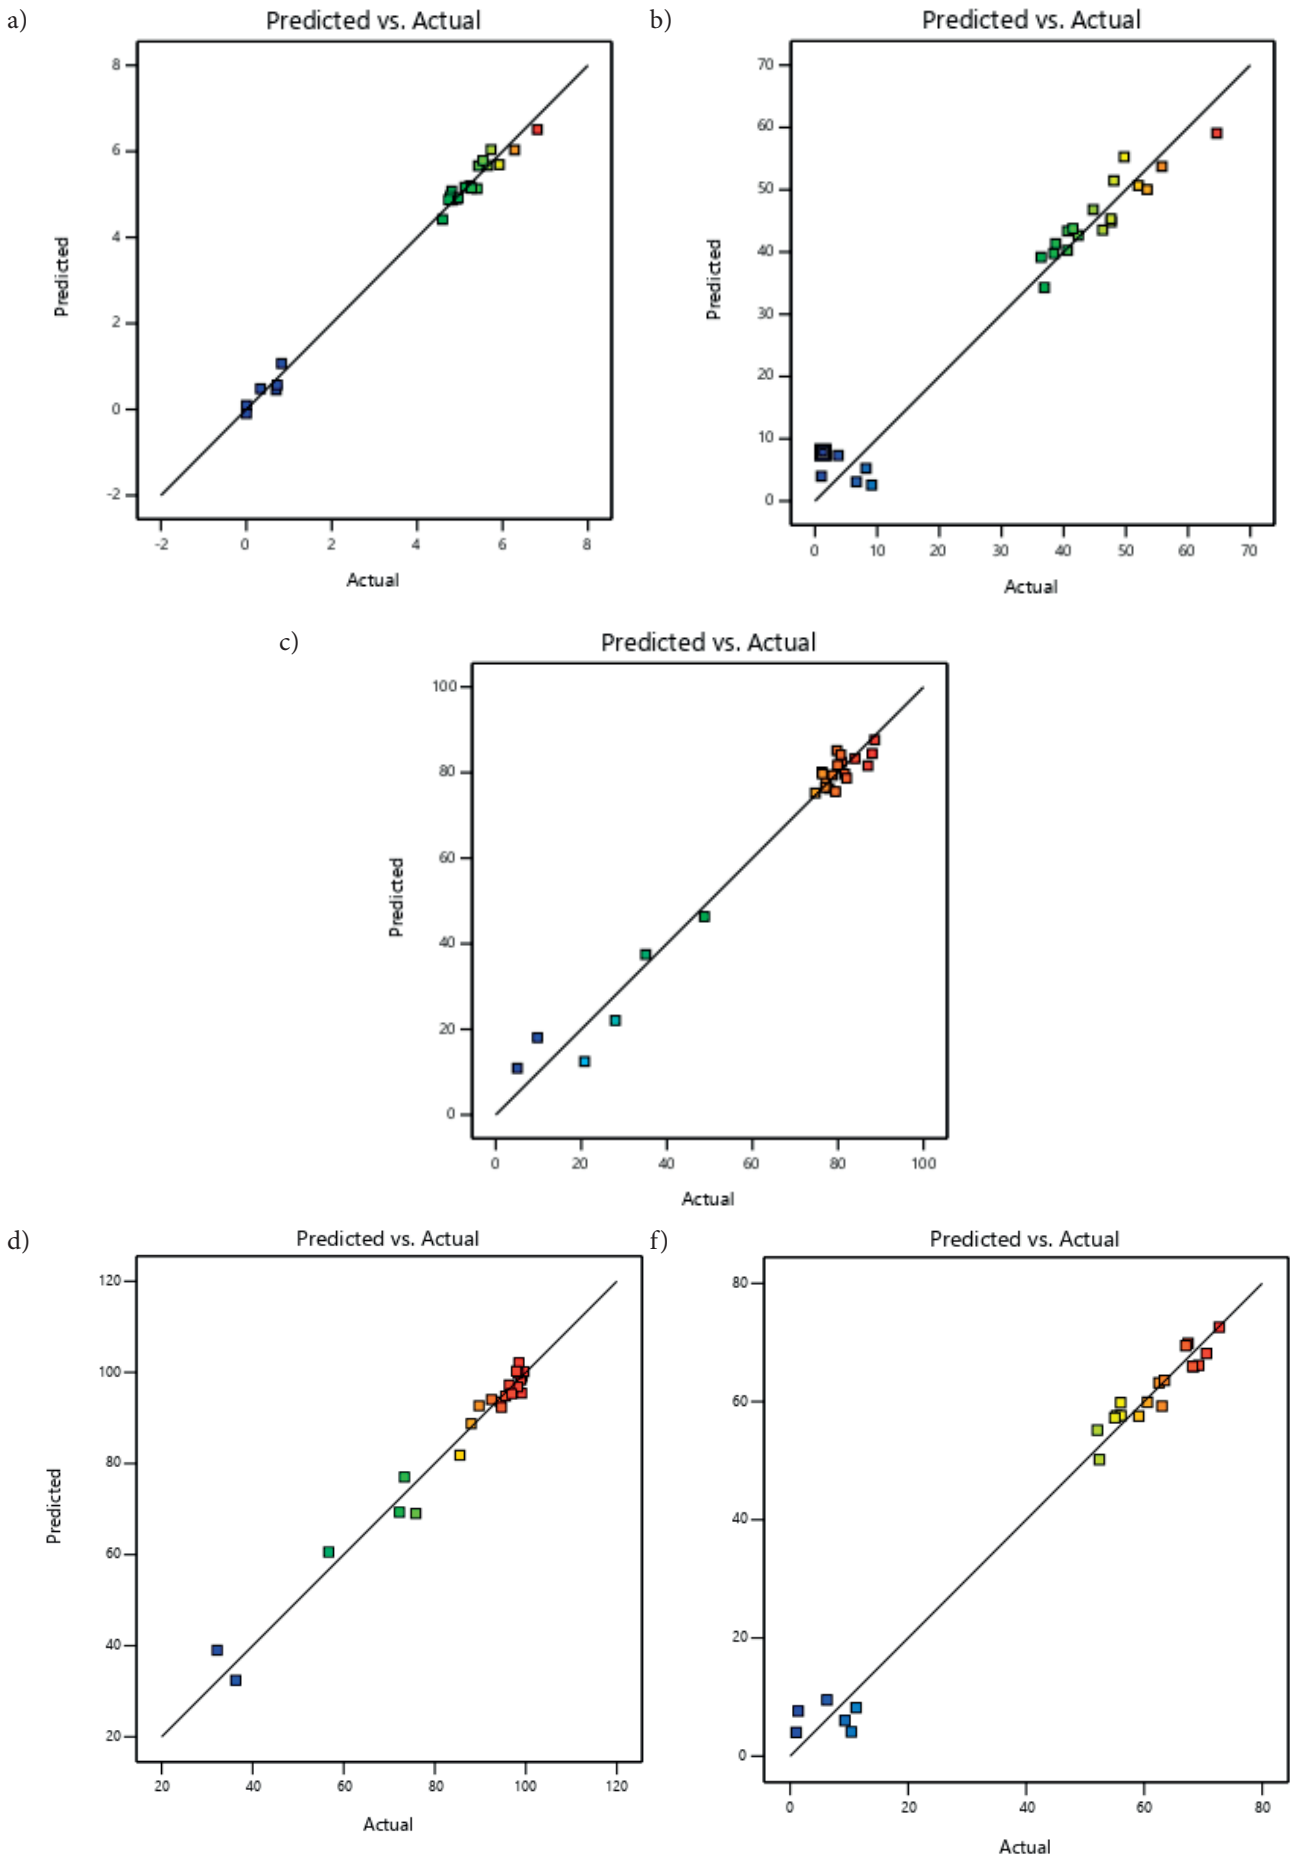 a)
Predicted vs. Actual
8
6
4
2
0
-2
Predicted
-2 0 2 4 6 8
Actual
b)
Predicted vs. Actual
70
60
50
40
30
20
10
0
Predicted
0 10 20 30 40 50 60 70
Actual
c)
Predicted vs. Actual
100
80
60
40
20
0
Predicted
0 20 40 60 80 100
Actual
d)
Predicted vs. Actual
120
100
80
60
40
20
Predicted
20 40 60 80 100 120
Actual
f)
Predicted vs. Actual
80
60
40
20
0
0 20 40 60 80
Actual